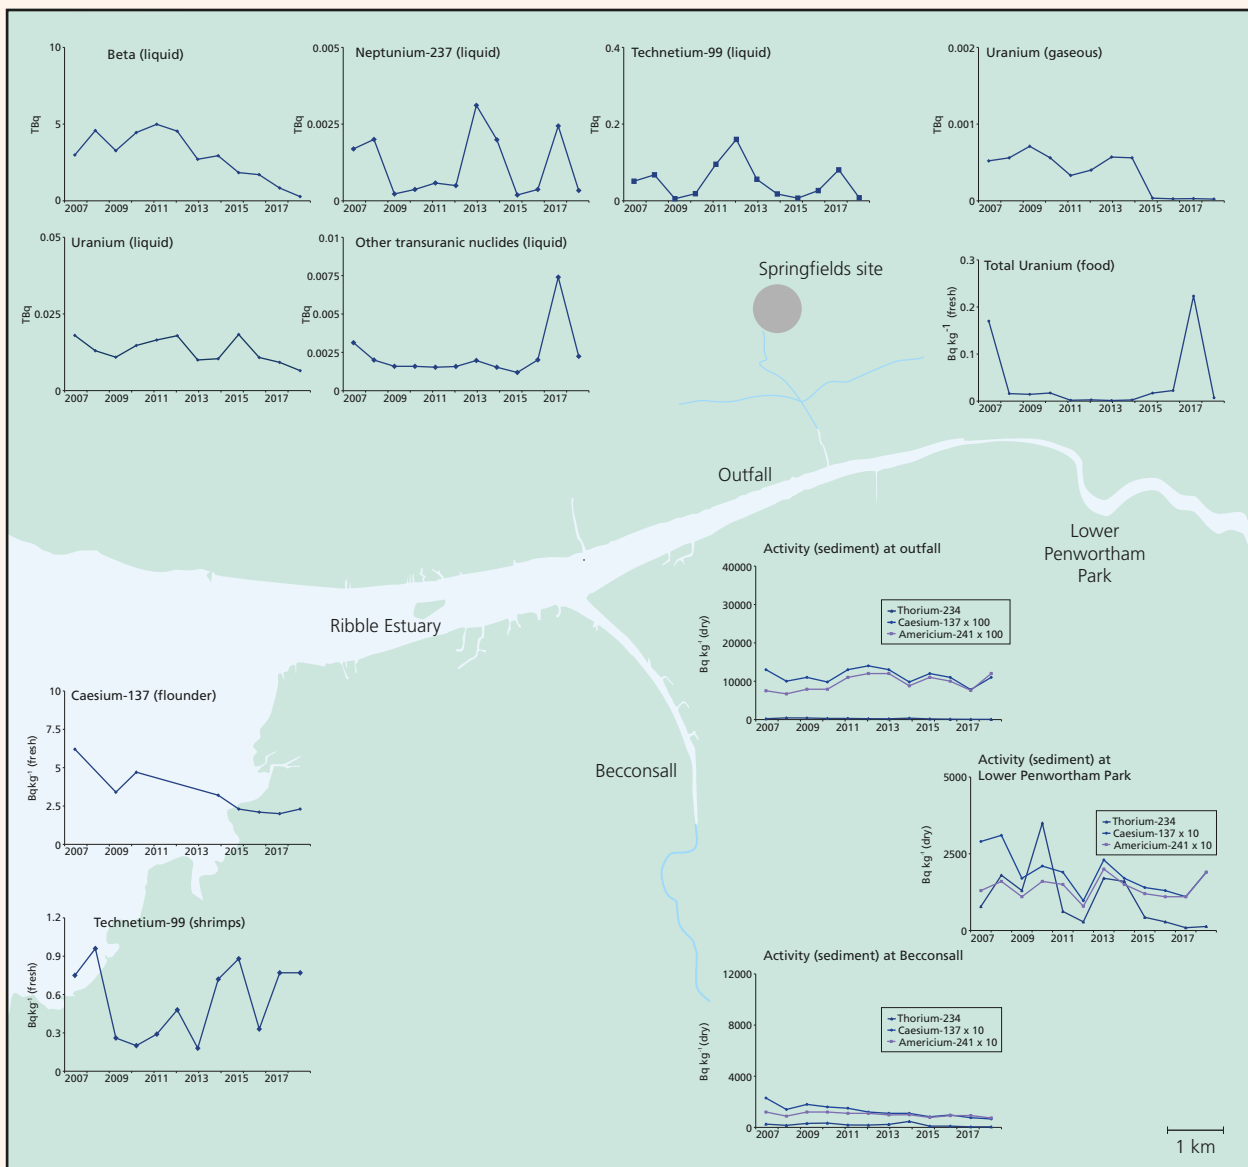 Beta (liquid)
10
5
0
TBq
2007 2009 2011 2013 2015 2017
Neptunium-237 (liquid)
0.005
0.0025
0
TBq
2007 2009 2011 2013 2015 2017
Technetium-99 (liquid)
0.4
0.2
0
TBq
2007 2009 2011 2013 2015 2017
Uranium (gaseous)
0.002
0.001
0
TBq
2007 2009 2011 2013 2015 2017
Uranium (liquid)
0.05
0.025
0
TBq
2007 2009 2011 2013 2015 2017
Other transuranic nuclides (liquid)
0.01
0.0075
0.005
0.0025
0
TBq
2007 2009 2011 2013 2015 2017
Springfields site
Total Uranium (food)
0.3
0.2
0.1
0
Bq kg⁻¹ (fresh)
2007 2009 2011 2013 2015 2017
Outfall
Lower
Penwortham
Park
Ribble Estuary
Activity (sediment) at outfall
40000
30000
20000
10000
0
Bq kg⁻¹ (dry)
Thorium-234
Caesium-137 x 100
Americium-241 x 100
2007 2009 2011 2013 2015 2017
Caesium-137 (flounder)
10
7.5
5
2.5
0
Bqkg⁻¹ (fresh)
2007 2009 2011 2013 2015 2017
Becconsall
Activity (sediment) at
Lower Penwortham Park
5000
2500
0
Bq kg⁻¹ (dry)
Thorium-234
Caesium-137 x 10
Americium-241 x 10
2007 2009 2011 2013 2015 2017
Technetium-99 (shrimps)
1.2
0.9
0.6
0.3
0
Bqkg⁻¹ (fresh)
2007 2009 2011 2013 2015 2017
Activity (sediment) at Becconsall
12000
8000
4000
0
Bq kg⁻¹ (dry)
Thorium-234
Caesium-137 x 10
Americium-241 x 10
2007 2009 2011 2013 2015 2017
1 km